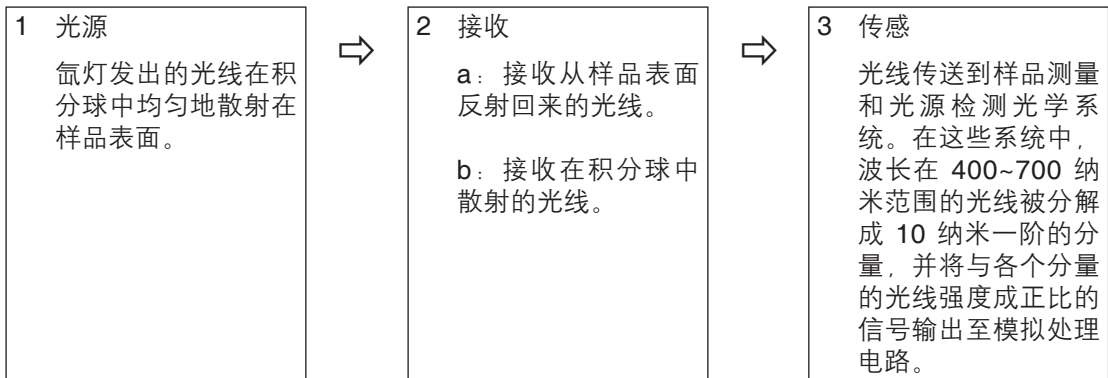 1 光源
氙灯发出的光线在积
分球中均匀地散射在
样品表面。
2 接收
a：接收从样品表面
反射回来的光线。
b：接收在积分球中
散射的光线。
3 传感
光线传送到样品测量
和光源检测光学系
统。在这些系统中，
波长在 400~700 纳
米范围的光线被分解
成 10 纳米一阶的分
量，并将与各个分量
的光线强度成正比的
信号输出至模拟处理
电路。